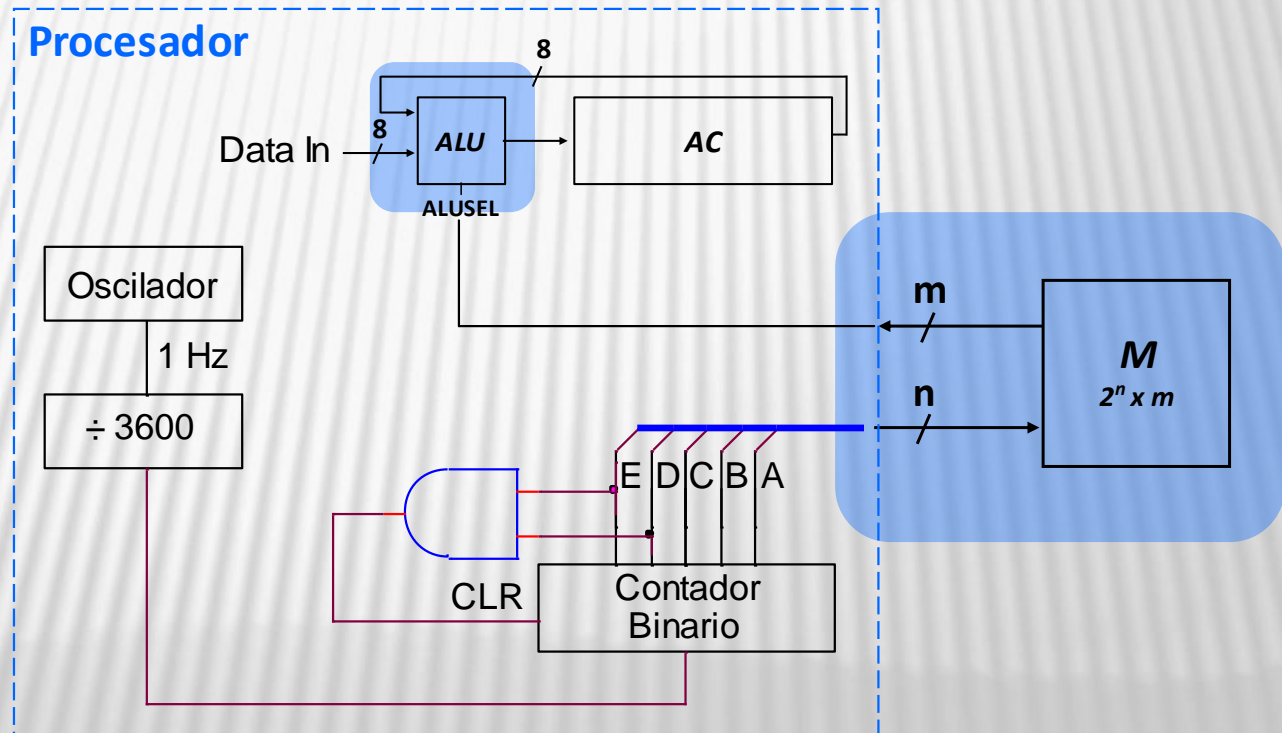 Procesador
8
8
Data In
ALU
AC
ALUSEL
Oscilador
m
1 Hz
M
2ⁿ x m
n
÷ 3600
E D C B A
CLR
Contador
Binario